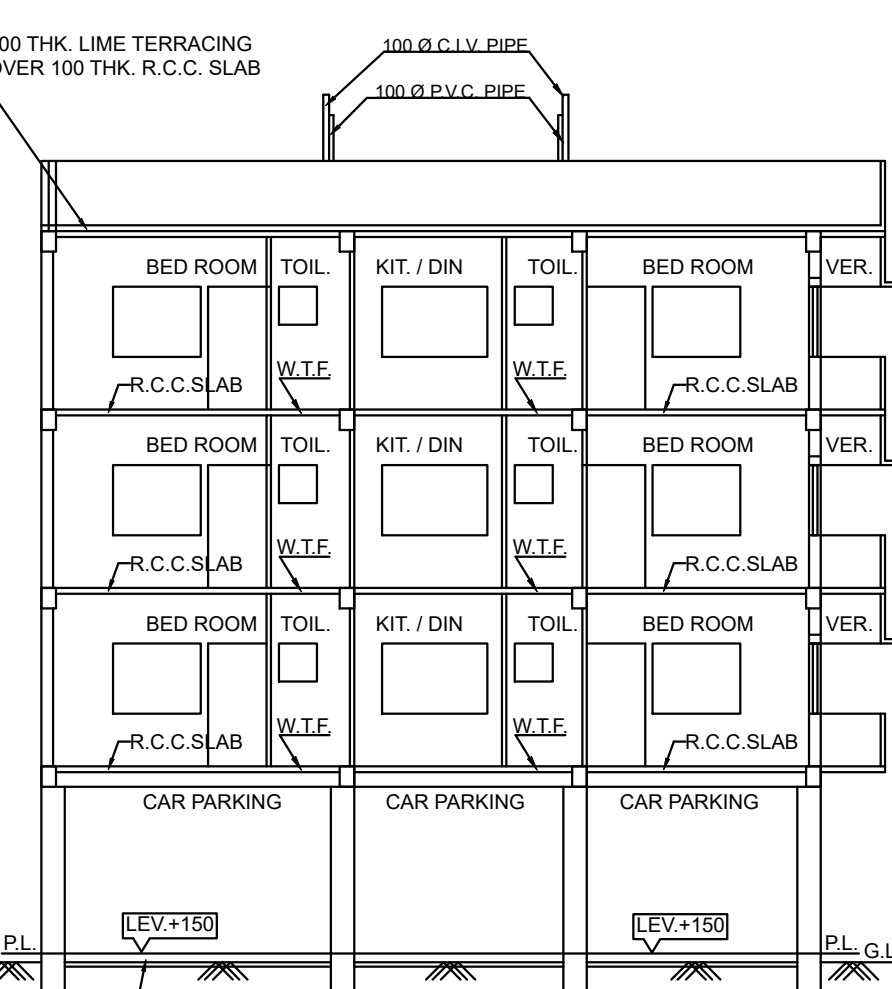 00 THK. LIME TERRACING
OVER 100 THK. R.C.C. SLAB
100 Ø C.I.V. PIPE
100 Ø P.V.C. PIPE
BED ROOM TOIL. KIT. / DIN TOIL. BED ROOM VER.
W.T.F. W.T.F.
R.C.C.SLAB R.C.C.SLAB
BED ROOM TOIL. KIT. / DIN TOIL. BED ROOM VER.
W.T.F. W.T.F.
R.C.C.SLAB R.C.C.SLAB
BED ROOM TOIL. KIT. / DIN TOIL. BED ROOM VER.
W.T.F. W.T.F.
R.C.C.SLAB R.C.C.SLAB
CAR PARKING CAR PARKING CAR PARKING
LEV.+150 LEV.+150
P.L. P.L. G.L